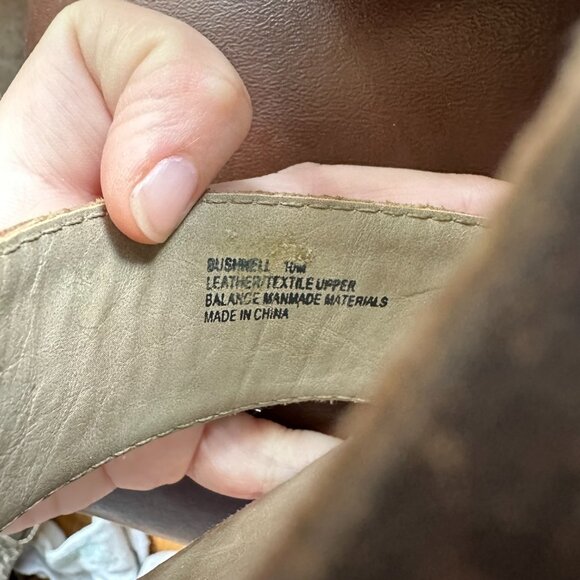 BUSHNELL 10M
LEATHER/TEXTILE UPPER
BALANCE MANMADE MATERIALS
MADE IN CHINA